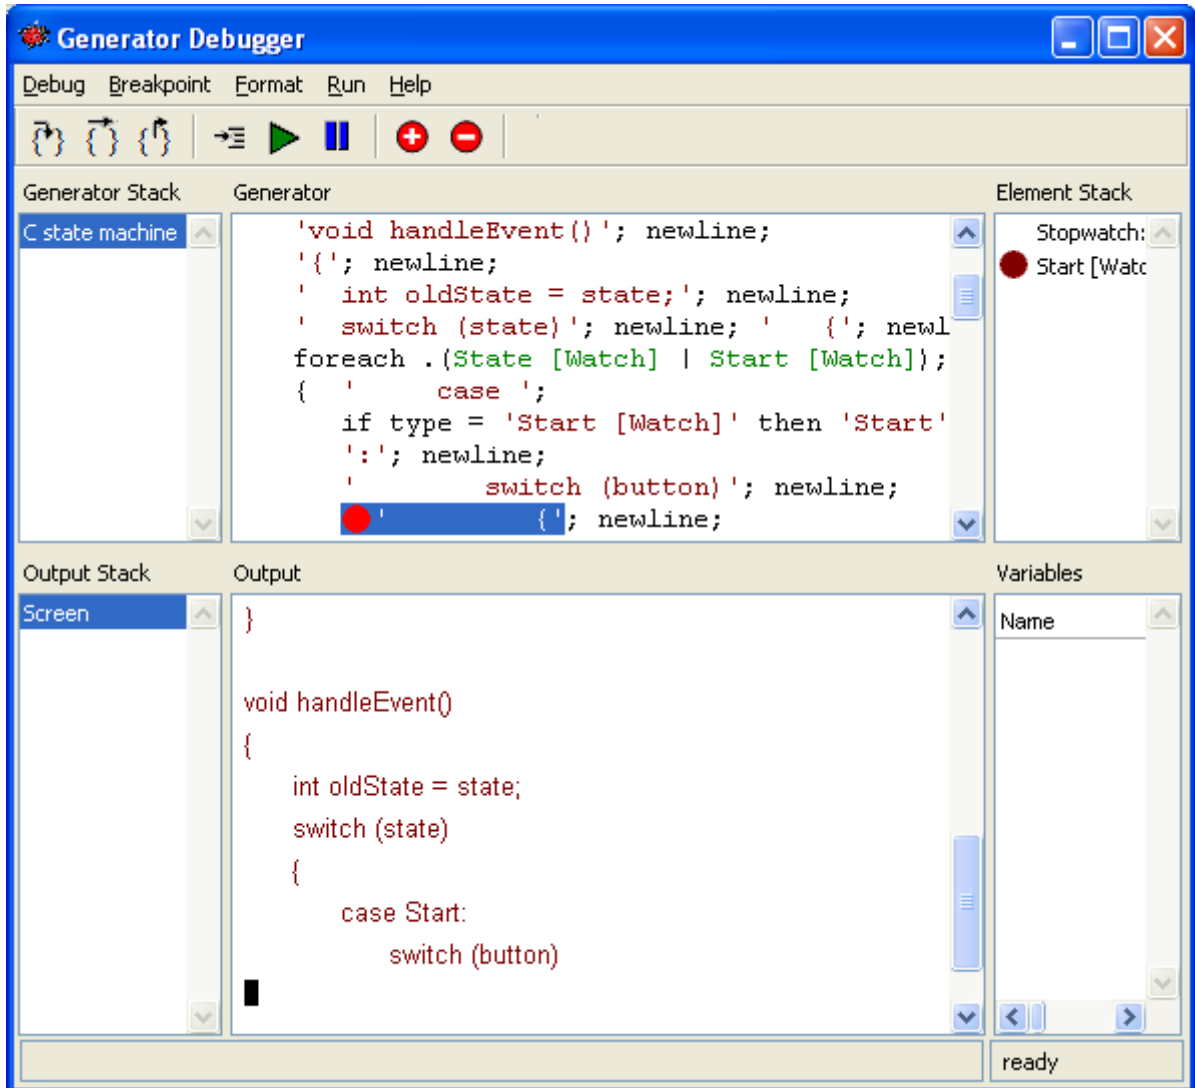 Generator Debugger
Debug Breakpoint Format Run Help
Generator Stack
C state machine
Generator
'void handleEvent()'; newline;
'{'; newline;
'  int oldState = state;'; newline;
'  switch (state)'; newline; '   {'; newl
foreach .(State [Watch] | Start [Watch]);
{  '     case ';
if type = 'Start [Watch]' then 'Start'
':'; newline;
'        switch (button)'; newline;
'          {'; newline;
Element Stack
Stopwatch:
Start [Watc
Output Stack
Screen
Output
}
void handleEvent()
{
int oldState = state;
switch (state)
{
case Start:
switch (button)
Variables
Name
ready